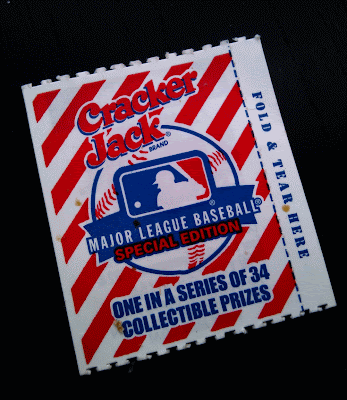 Cracker
Jack®
BRAND
®
MAJOR LEAGUE BASEBALL®
SPECIAL EDITION
ONE IN A SERIES OF 34
COLLECTIBLE PRIZES
FOLD & TEAR HERE